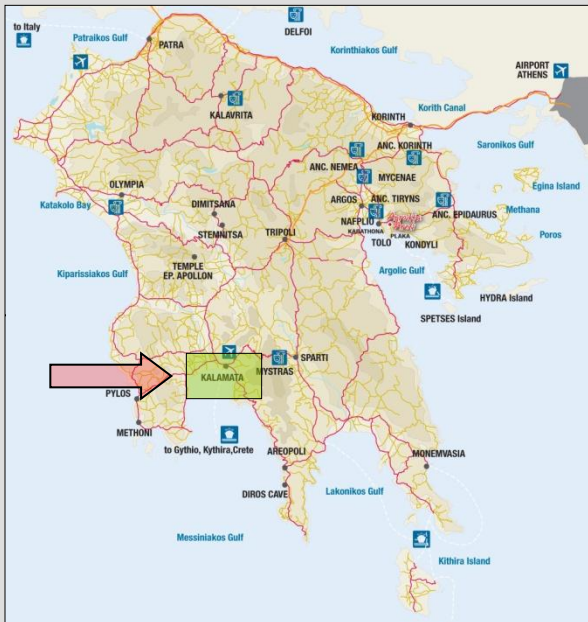 to Italy
Patraikos Gulf
PATRA
DELFOI
Korinthiakos Gulf
AIRPORT
ATHENS
KALAVRITA
KORINTH
Korith Canal
Saronikos Gulf
ANC. KORINTH
ANC. NEMEA
MYCENAE
OLYMPIA
Katakolo Bay
DIMITSANA
STEMNITSA
ARGOS
ANC. TIRYNS
NAFPLIO
KARATHONA
PLAKA
TOLO
KONDYLI
ANC. EPIDAURUS
Egina Island
Methana
Poros
TRIPOLI
Kiparissiakos Gulf
TEMPLE
EP. APOLLON
Argolic Gulf
HYDRA Island
SPETSES Island
SPARTI
MYSTRAS
KALAMATA
PYLOS
METHONI
to Gythio, Kythira,Crete
AREOPOLI
MONEMVASIA
DIROS CAVE
Lakonikos Gulf
Messiniakos Gulf
Kithira Island